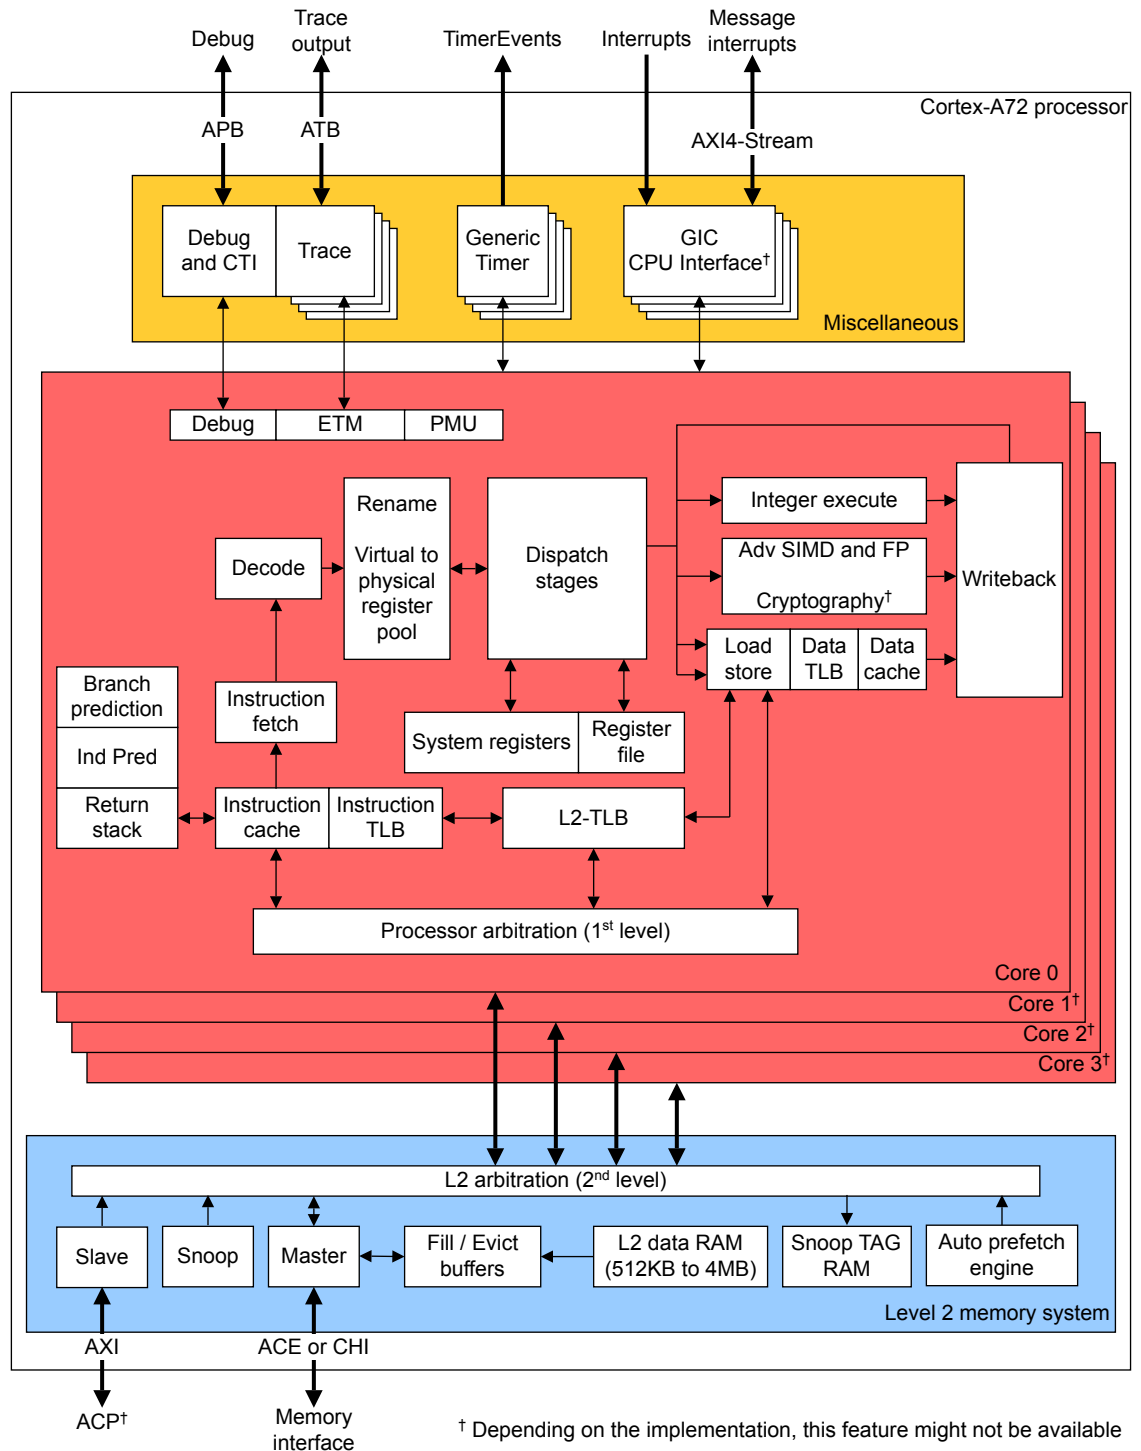 Debug
Trace
output
TimerEvents
Interrupts
Message
interrupts
Cortex-A72 processor
APB
ATB
AXI4-Stream
Debug
and CTI
Trace
Generic
Timer
GIC
CPU Interface†
Miscellaneous
Debug
ETM
PMU
Rename
Virtual to
physical
register
pool
Dispatch
stages
Integer execute
Adv SIMD and FP
Cryptography†
Writeback
Decode
Load
store
Data
TLB
Data
cache
Branch
prediction
Ind Pred
Return
stack
Instruction
fetch
System registers
Register
file
Instruction
cache
Instruction
TLB
L2-TLB
Processor arbitration (1st level)
Core 0
Core 1†
Core 2†
Core 3†
L2 arbitration (2nd level)
Slave
Snoop
Master
Fill / Evict
buffers
L2 data RAM
(512KB to 4MB)
Snoop TAG
RAM
Auto prefetch
engine
Level 2 memory system
AXI
ACE or CHI
ACP†
Memory
interface
† Depending on the implementation, this feature might not be available